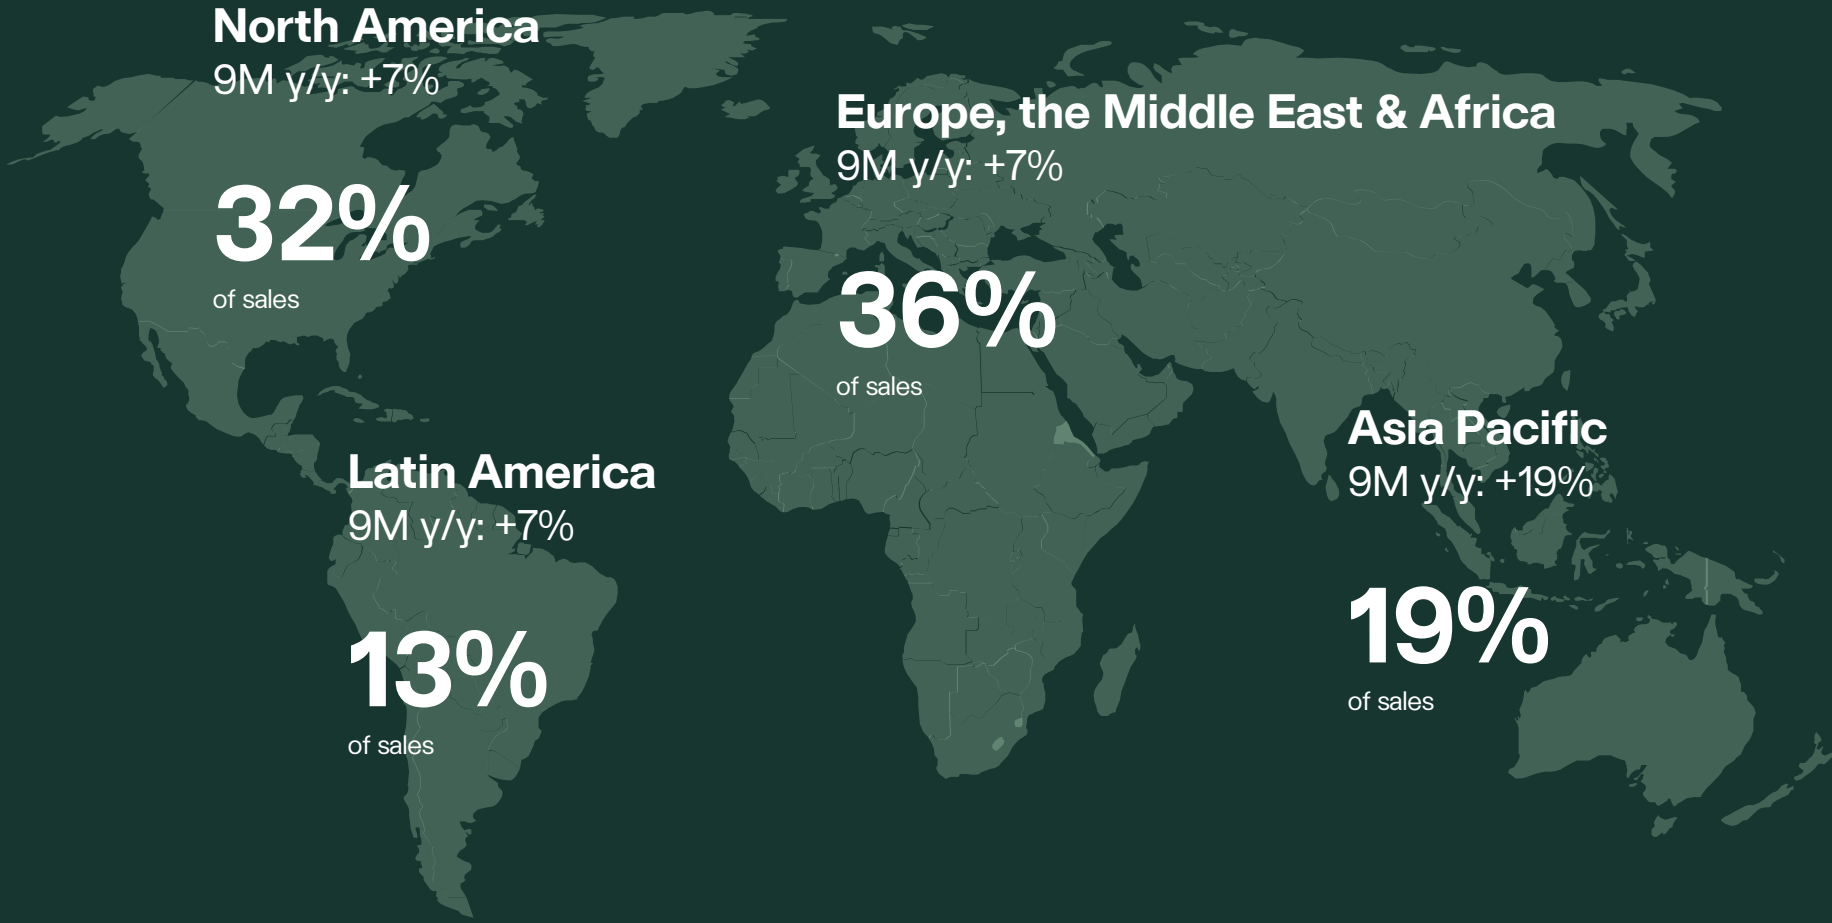 North America
9M y/y: +7%
32%
of sales
Europe, the Middle East & Africa
9M y/y: +7%
36%
of sales
Latin America
9M y/y: +7%
13%
of sales
Asia Pacific
9M y/y: +19%
19%
of sales